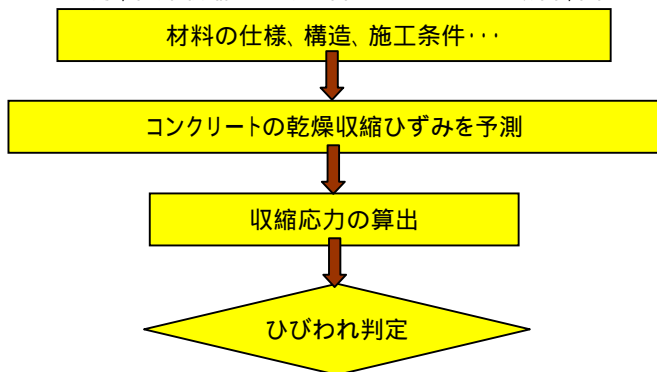 材料の仕様、構造、施工条件･･･
コンクリートの乾燥収縮ひずみを予測
収縮応力の算出
ひびわれ判定